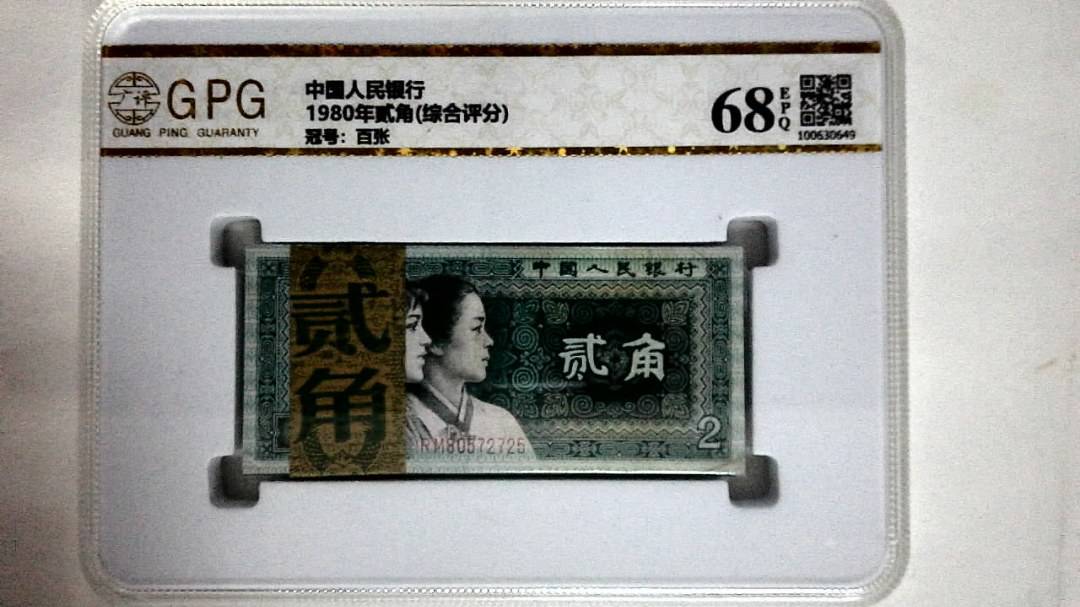 GPG
GUANG PING GUARANTY
中国人民银行
1980年贰角(综合评分)
冠号：百张
68 EPQ
100630649
中國人民銀行
贰角
贰角
RM80572725
2